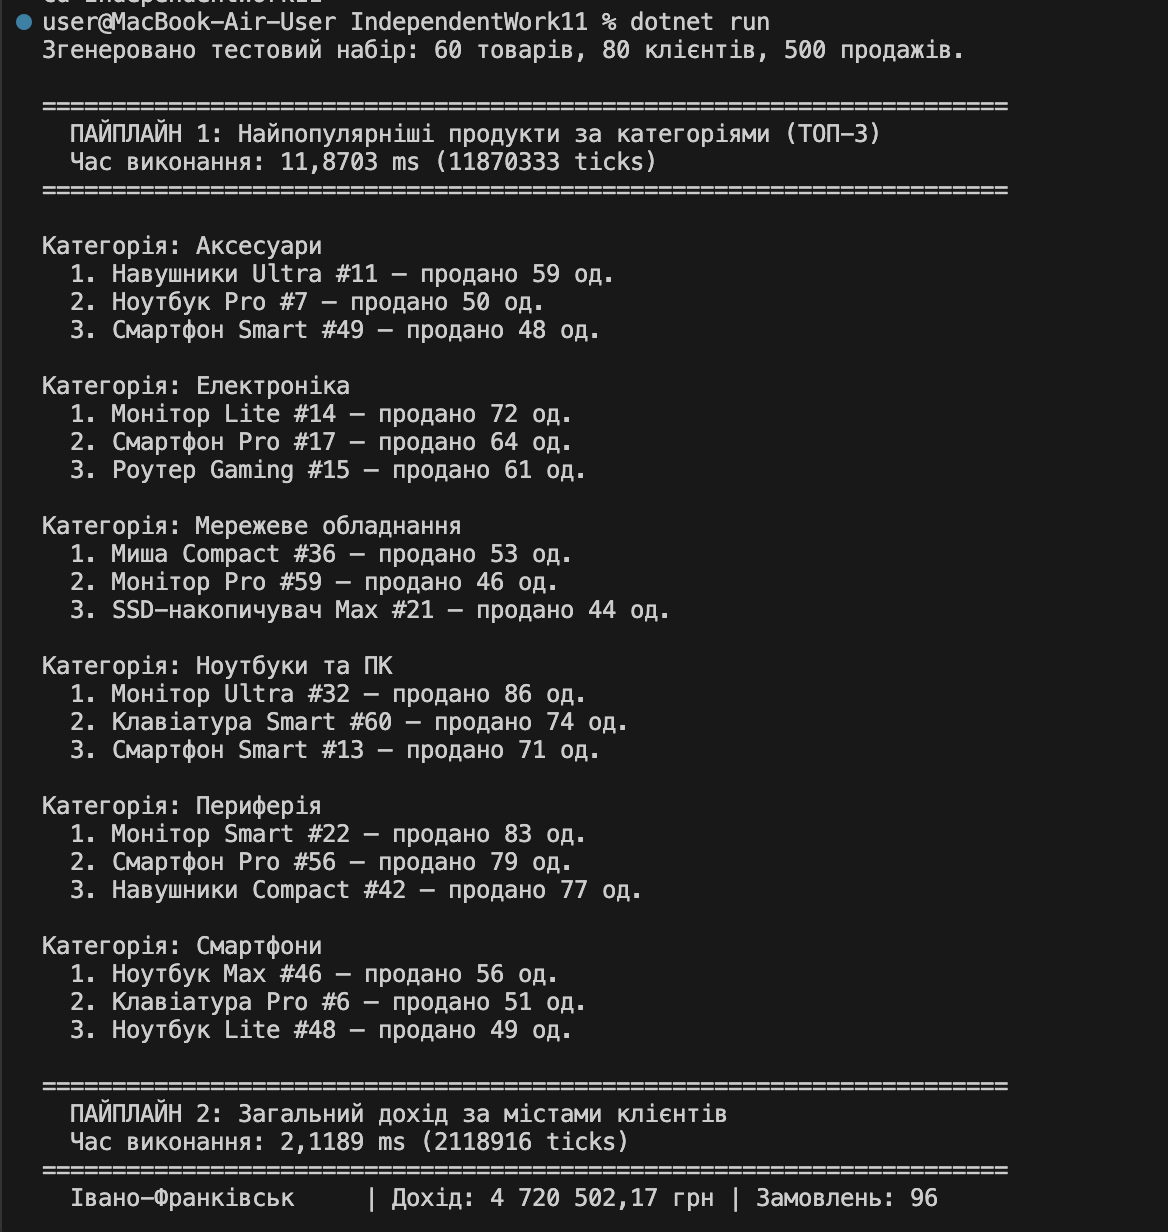 user@MacBook-Air-User IndependentWork11 % dotnet run
Згенеровано тестовий набір: 60 товарів, 80 клієнтів, 500 продажів.
=====================================================================
ПАЙПЛАЙН 1: Найпопулярніші продукти за категоріями (ТОП-3)
Час виконання: 11,8703 ms (11870333 ticks)
=====================================================================
Категорія: Аксесуари
1. Навушники Ultra #11 — продано 59 од.
2. Ноутбук Pro #7 — продано 50 од.
3. Смартфон Smart #49 — продано 48 од.
Категорія: Електроніка
1. Монітор Lite #14 — продано 72 од.
2. Смартфон Pro #17 — продано 64 од.
3. Роутер Gaming #15 — продано 61 од.
Категорія: Мережеве обладнання
1. Миша Compact #36 — продано 53 од.
2. Монітор Pro #59 — продано 46 од.
3. SSD-накопичувач Max #21 — продано 44 од.
Категорія: Ноутбуки та ПК
1. Монітор Ultra #32 — продано 86 од.
2. Клавіатура Smart #60 — продано 74 од.
3. Смартфон Smart #13 — продано 71 од.
Категорія: Периферія
1. Монітор Smart #22 — продано 83 од.
2. Смартфон Pro #56 — продано 79 од.
3. Навушники Compact #42 — продано 77 од.
Категорія: Смартфони
1. Ноутбук Max #46 — продано 56 од.
2. Клавіатура Pro #6 — продано 51 од.
3. Ноутбук Lite #48 — продано 49 од.
=====================================================================
ПАЙПЛАЙН 2: Загальний дохід за містами клієнтів
Час виконання: 2,1189 ms (2118916 ticks)
=====================================================================
Івано-Франківськ | Дохід: 4 720 502,17 грн | Замовлень: 96